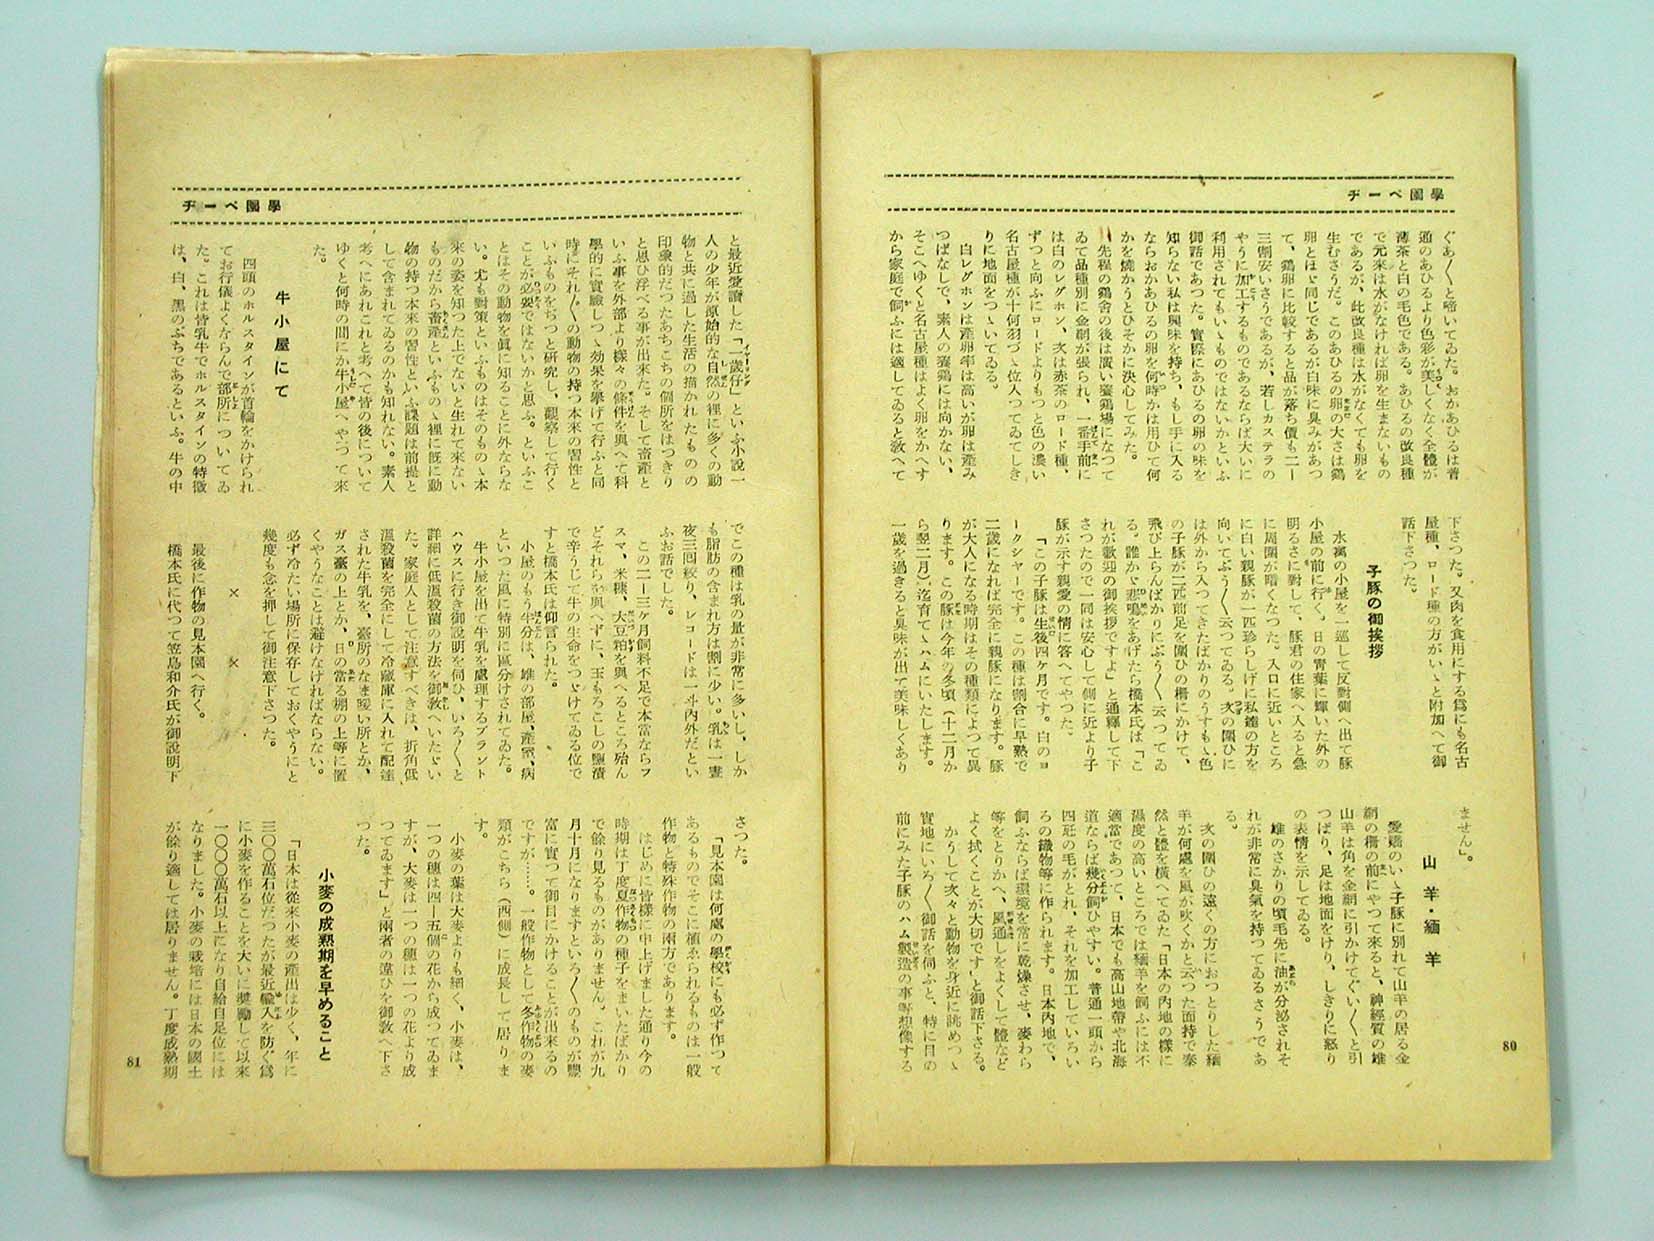 學園ページ
ぐあ〱と啼いてゐた。おかあひるは普
通のあひるより色彩が美しくなく全體が
薄茶と白の毛色である。あひるの改良種
で元來は水がなければ卵を生まないもの
であるが、此改良種は水がなくても卵を
生むさうだ。このあひるの卵の大さは鶏
卵とほゞ同じであるが白味に臭みがあつ
て、鶏卵に比較すると品が落ち價も二ー
三割安いさうであるが、若しカステラの
やうに加工するものであるならば大いに
利用されてもいゝものではないかといふ
御話であつた。實際にあひるの卵の味を
知らない私は興味を持ち、もし手に入る
ならおかあひるの卵を何時かは用ひて何
かを燒かうとひそかに決心してみた。
先程の鶏舎の後は廣い養鶏場になつて
ゐて品種別に金網が張られ、一番手前に
は白のレグホン、次は赤茶のロード種、
ずつと向ふにロードよりもつと色の濃い
名古屋種が十何羽づゝ位入つてゐてしき
りに地面をつゝいてゐる。
白レグホンは產卵率は高いが卵は產み
つぱなしで、素人の養鶏には向かない、
そこへゆくと名古屋種はよく卵をかへす
から家庭で飼ふには適してゐると敎へて
下さつた。又肉を食用にする爲にも名古
屋種、ロード種の方がいゝと附加へて御
話下さつた。
子豚の御挨拶
水禽の小屋を一巡して反對側へ出て豚
小屋の前に行く。日の靑葉に輝いた外の
明るさに對して、豚君の住家へ入ると急
に周圍が暗くなつた。入口に近いところ
に白い親豚が一匹珍らしげに私達の方を
向いてぶう〱云つてゐる。次の圍ひに
は外から入つてきたばかりのうすもゝ色
の子豚が二匹前足を圍ひの柵にかけて、
飛び上らんばかりにぶう〱云つてゐ
る。誰かゞ悲鳴をあげたら橋本氏は「こ
れが歡迎の御挨拶ですよ」と通釋して下
さつたので一同は安心して側に近より子
豚が示す親愛の情に答へてやつた。
「この子豚は生後四ケ月です。白のヨ
ークシヤーです。この種は割合に早熟で
二歲になれば完全に親豚になります。豚
が大人になる時期はその種類によつて異
ります。この豚は今年の冬頃(十二月か
ら翌二月)迄育てゝハムにいたします。
一歲を過ぎると臭味が出て美味しくあり
ません」。
山羊・緬羊
愛嬌のいゝ子豚に別れて山羊の居る金
網の柵の前にやつて來ると、神經質の雄
山羊は角を金網に引かけてぐい〱と引
つぱり、足は地面をけり、しきりに怒り
の表情を示してゐる。
雄のさかりの頃毛先に油が分泌されそ
れが非常に臭氣を持つてゐるさうであ
る。
次の圍ひの遠くの方におつとりした緬
羊が何處を風が吹くかと云つた面持で泰
然と體を橫へてゐた「日本の內地の樣に
濕度の高いところでは緬羊を飼ふには不
適當であつて、日本でも高山地帶や北海
道ならば幾分飼ひやすい。普通一頭から
四瓩の毛がとれ、それを加工していろい
ろの織物等に作られます。日本內地で、
飼ふならば環境を常に乾燥させ、麥わら
等をとりかへ、風通しをよくして體など
よく拭くことが大切です」と御話下さる。
かうして次々と動物を身近に眺めつゝ
實地にいろ〱御話を伺ふと、特に目の
前にみた子豚のハム製造の事等想像する
80
學園ページ
と最近愛讀した「一歲仔」といふ小說一
人の少年が原始的な自然の裡に多くの動
物と共に過した生活の描かれたものの
印象的だつたあちこちの個所をはつきり
と思ひ浮べる事が出來た。そして畜產と
いふ事を外部より樣々の條件を與へて科
學的に實驗しつゝ效果を擧げて行ふと同
時にそれ〲の動物の持つ本來の習性と
いふものをぢつと研究し、觀察して行く
ことが必要ではないかと思ふ。といふこ
とはその動物を眞に知ることに外ならな
い。尤も對策といふものはそのものゝ本
來の姿を知つた上でないと生れて來ない
ものだから畜產といふものゝ裡に既に動
物の持つ本來の習性といふ課題は前提と
して含まれてゐるのかも知れない。素人
考へにあれこれと考へて皆の後について
ゆくと何時の間にか牛小屋へやつて來
た。
牛小屋にて
四頭のホルスタインが首輪をかけられ
てお行儀よくならんで部所についてゐ
た。これは皆乳牛でホルスタインの特徵
は、白、黑のぶちであるといふ。牛の中
でこの種は乳の量が非常に多いし、しか
も脂肪の含まれ方は割に少い。乳は一晝
夜三回絞り、レコードは一斗內外だとい
ふお話でした。
この二ー三ケ月飼料不足で本當ならフ
スマ、米糠、大豆粕を與へるところ殆ん
どそれらを與へずに、玉もろこしの鹽漬
で辛うじて牛の生命をつゞけてゐる位で
すと橋本氏は仰言られた。
小屋のもう半分は、雄の部屋、產室、病
といつた風に特別に區分けされてゐた。
牛小屋を出て牛乳を處理するプラント
ハウスに行き御說明を伺ひ、いろ〱と
詳細に低溫殺菌の方法を御敎へいたゞい
た。家庭人として注意すべきは、折角低
溫殺菌を完全にして冷蔵庫に入れて配達
された牛乳を、臺所のなま暖い所とか、
ガス臺の上とか、日の當る棚の上等に置
くやうなことは避けなければならない。
必ず冷たい場所に保存しておくやうにと
幾度も念を押して御注意下さつた。
× ×
最後に作物の見本園へ行く。
橋本氏に代つて笠島和介氏が御說明下
さつた。
「見本園は何處の學校にも必ず作つて
あるものでそこに植ゑられるものは一般
作物と特殊作物の兩方であります。
はじめに皆樣に申上げました通り今の
時期は丁度夏作物の種子をまいたばかり
で餘り見るものがありません。これが九
月十月になりますといろ〱のものが豐
富に實つて御目にかけることが出來るの
ですが……。一般作物として冬作物の麥
類がこちら(西側)に成長して居りま
す。
小麥の葉は大麥よりも細く、小麥は、
一つの穗は四ー五個の花から成つてゐま
すが、大麥は一つの穗は一つの花より成
つてゐます」と兩者の違ひを御敎へ下さ
つた。
小麥の成熟期を早めること
「日本は從來小麥の產出は少く、年に
三〇〇萬石位だつたが最近輸入を防ぐ爲
に小麥を作ることを大いに奬勵して以來
一〇〇〇萬石以上になり自給自足位には
なりました。小麥の栽培には日本の國土
が餘り適しては居りません。丁度成熟期
81